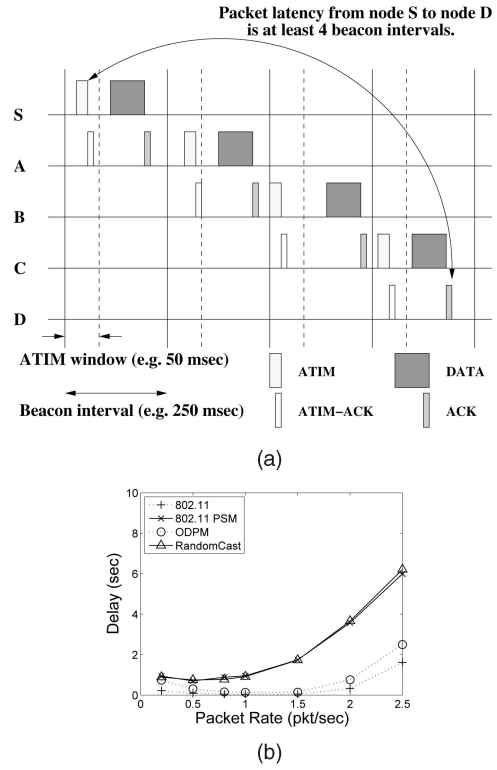 Packet latency from node S to node D
is at least 4 beacon intervals.
S
A
B
C
D
ATIM window (e.g. 50 msec)
Beacon interval (e.g. 250 msec)
ATIM
DATA
ATIM−ACK
ACK
(a)
10
8
6
4
2
0
0
0.5
1
1.5
2
2.5
Delay (sec)
Packet Rate (pkt/sec)
802.11
802.11 PSM
ODPM
RandomCast
(b)